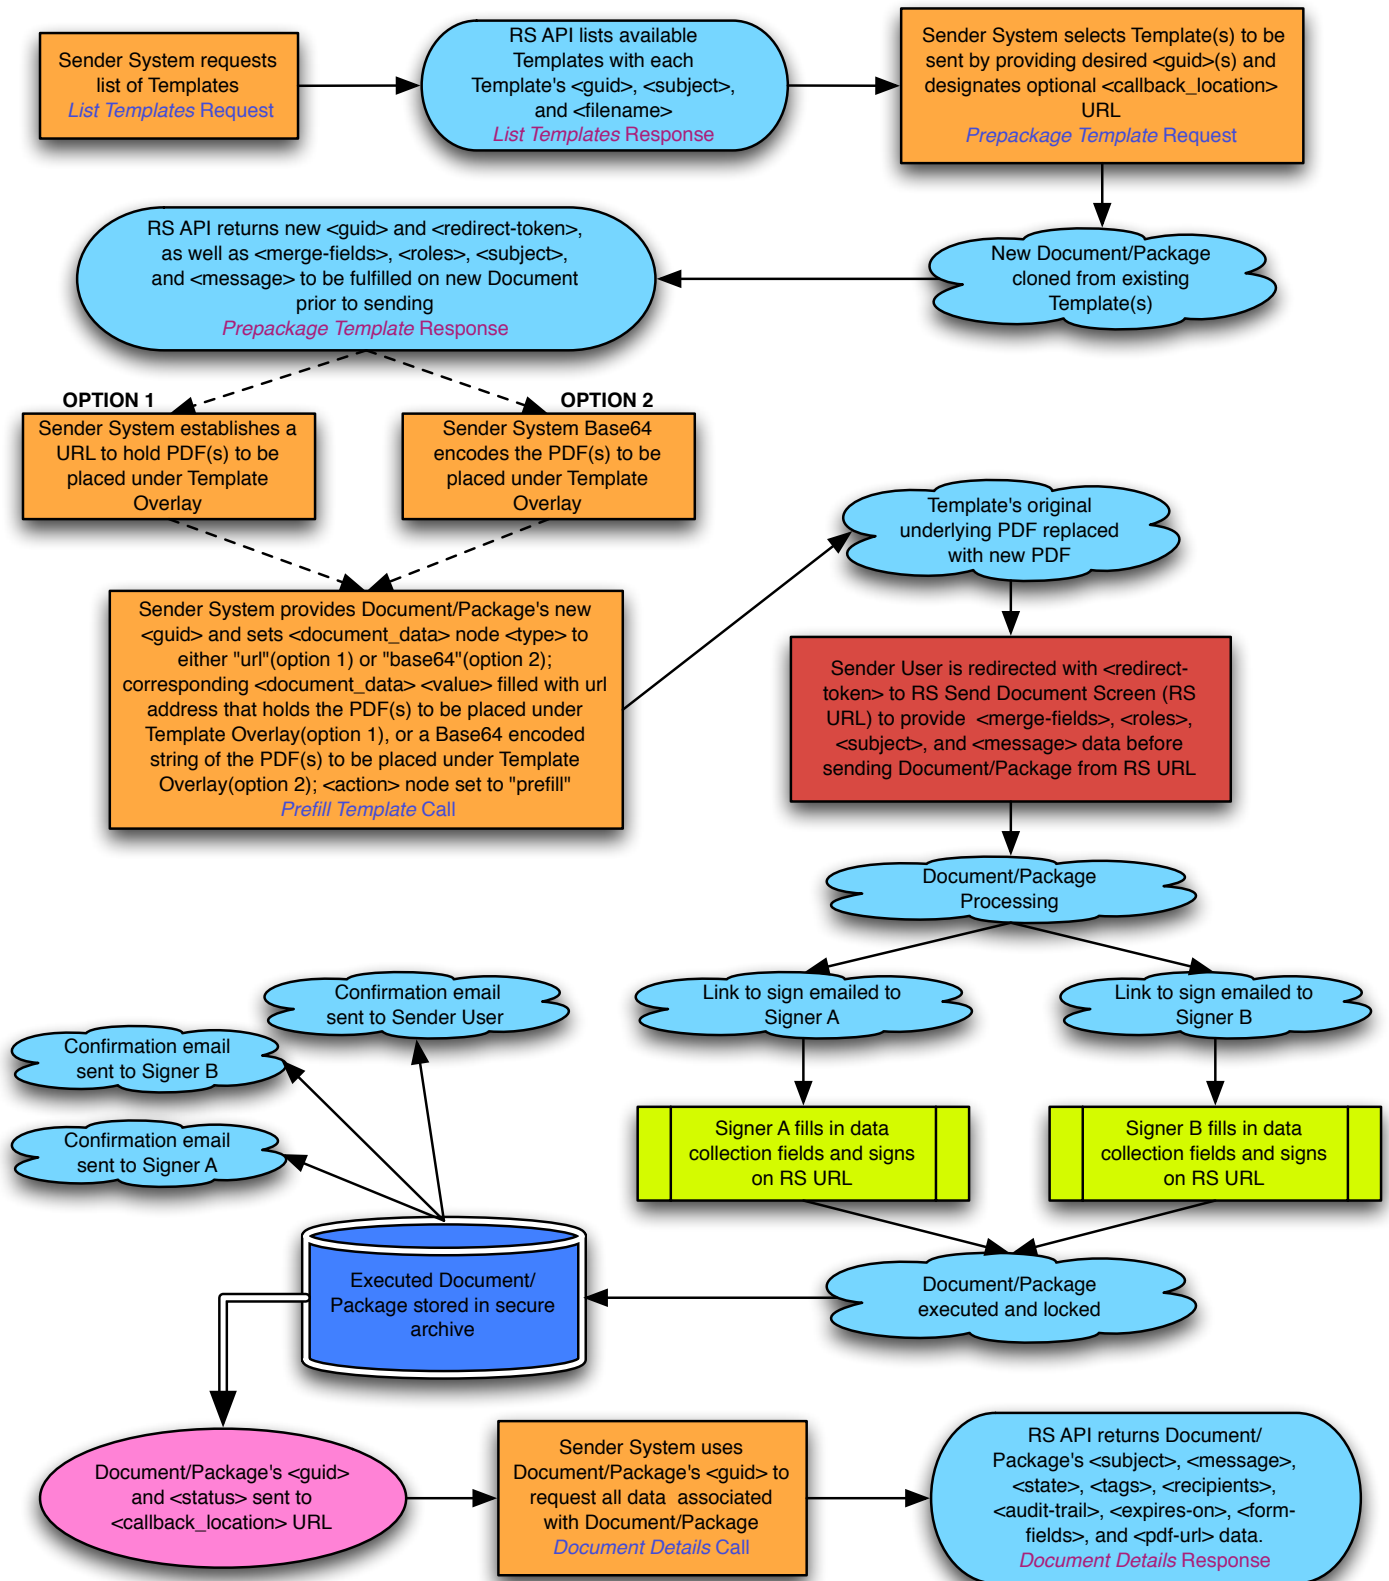 Sender System requests
list of Templates
List Templates Request
RS API lists available
Templates with each
Template's <guid>, <subject>,
and <filename>
List Templates Response
Sender System selects Template(s) to be
sent by providing desired <guid>(s) and
designates optional <callback_location>
URL
Prepackage Template Request
New Document/Package
cloned from existing
Template(s)
RS API returns new <guid> and <redirect-token>,
as well as <merge-fields>, <roles>, <subject>,
and <message> to be fulfilled on new Document
prior to sending
Prepackage Template Response
OPTION 1
Sender System establishes a
URL to hold PDF(s) to be
placed under Template
Overlay
OPTION 2
Sender System Base64
encodes the PDF(s) to be
placed under Template
Overlay
Sender System provides Document/Package's new
<guid> and sets <document_data> node <type> to
either "url"(option 1) or "base64"(option 2);
corresponding <document_data> <value> filled with url
address that holds the PDF(s) to be placed under
Template Overlay(option 1), or a Base64 encoded
string of the PDF(s) to be placed under Template
Overlay(option 2); <action> node set to "prefill"
Prefill Template Call
Template's original
underlying PDF replaced
with new PDF
Sender User is redirected with <redirect-
token> to RS Send Document Screen (RS
URL) to provide <merge-fields>, <roles>,
<subject>, and <message> data before
sending Document/Package from RS URL
Document/Package
Processing
Link to sign emailed to
Signer A
Link to sign emailed to
Signer B
Signer A fills in data
collection fields and signs
on RS URL
Signer B fills in data
collection fields and signs
on RS URL
Document/Package
executed and locked
Executed Document/
Package stored in secure
archive
Confirmation email
sent to Sender User
Confirmation email
sent to Signer B
Confirmation email
sent to Signer A
Document/Package's <guid>
and <status> sent to
<callback_location> URL
Sender System uses
Document/Package's <guid> to
request all data associated
with Document/Package
Document Details Call
RS API returns Document/
Package's <subject>, <message>,
<state>, <tags>, <recipients>,
<audit-trail>, <expires-on>, <form-
fields>, and <pdf-url> data.
Document Details Response